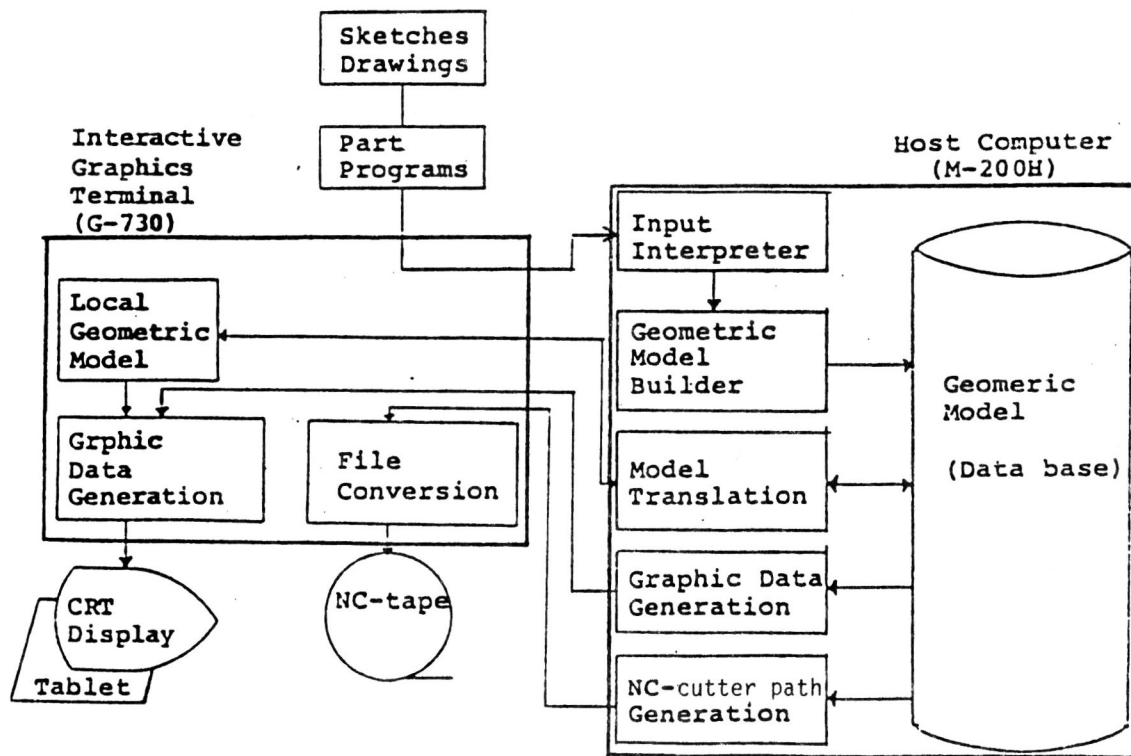 Sketches
Drawings
Interactive
Graphics
Terminal
(G-730)
Part
Programs
Host Computer
(M-200H)
Input
Interpreter
Local
Geometric
Model
Geometric
Model
Builder
Geomeric
Model
(Data base)
Grphic
Data
Generation
File
Conversion
Model
Translation
CRT
Display
Tablet
NC-tape
Graphic Data
Generation
NC-cutter path
Generation